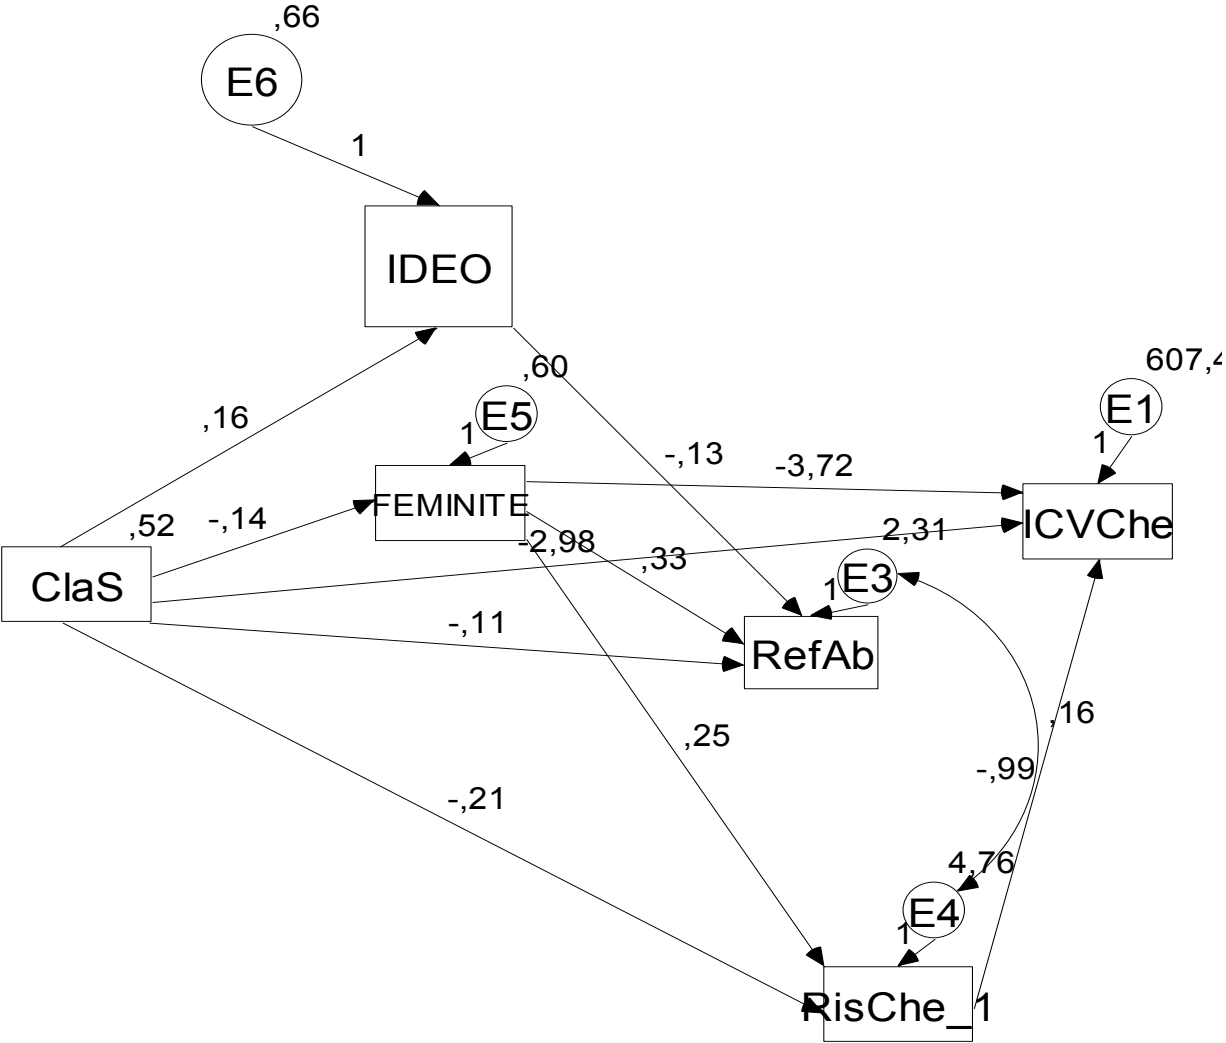 ,66
E6
1
IDEO
,60
607,4
E5
E1
1
1
,16
-,13
-3,72
FEMINITE
,52
-,14
ICVChe
2,31
-2,98
,33
E3
1
ClaS
-,11
RefAb
,16
,25
-,99
-,21
4,76
E4
1
RisChe_1